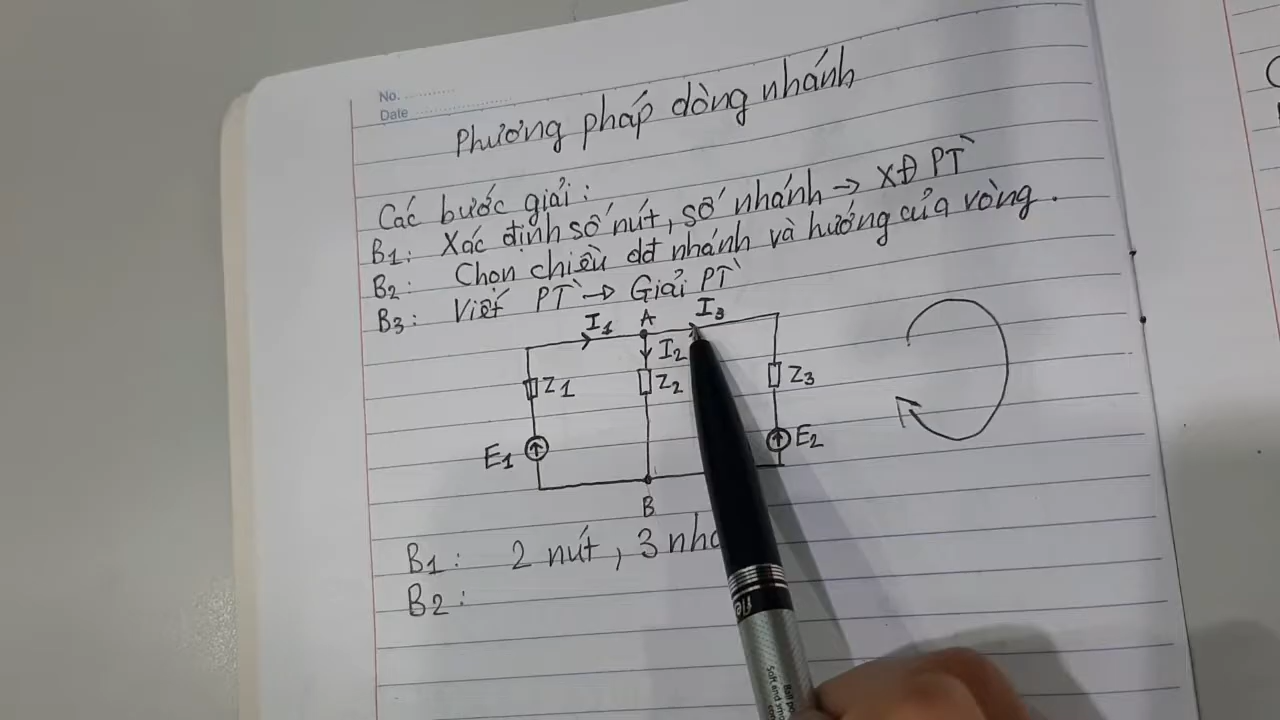 No.
Date
Phương pháp dòng nhánh
Các bước giải:
B1: Xác định số nút, số nhánh → XĐ PT
B2: Chọn chiều dđ nhánh và hướng của vòng.
B3: Viết PT → Giải PT
I1 A I3
I2
Z1 Z2 Z3
E1 E2
B
B1: 2 nút, 3
B2: